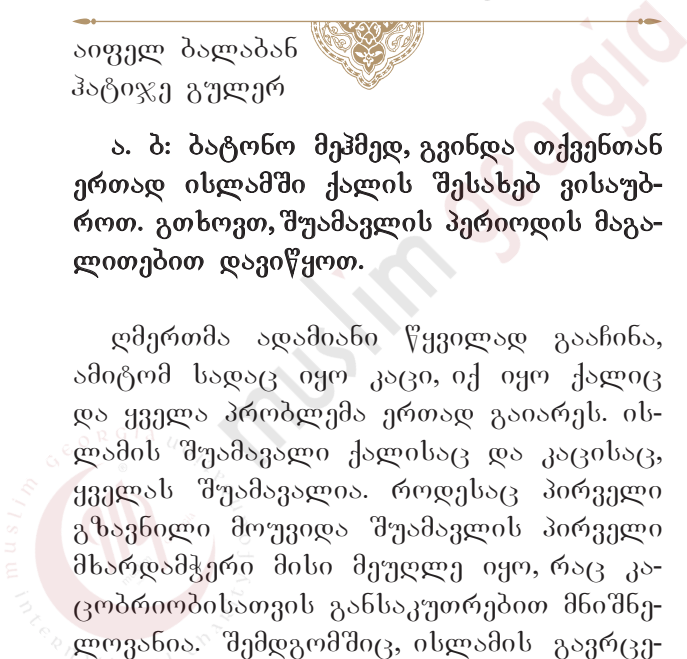 აიფელ ბალაბან
ჰატიჯე გულერ
ა. ბ: ბატონო მეჰმედ, გვინდა თქვენთან
ერთად ისლამში ქალის შესახებ ვისაუბ-
როთ. გთხოვთ, შუამავლის პერიოდის მაგა-
ლითებით დავიწყოთ.
ღმერთმა ადამიანი წყვილად გააჩინა,
ამიტომ სადაც იყო კაცი, იქ იყო ქალიც
და ყველა პრობლემა ერთად გაიარეს. ის-
ლამის შუამავალი ქალისაც და კაცისაც,
ყველას შუამავალია. როდესაც პირველი
გზავნილი მოუვიდა შუამავლის პირველი
მხარდამჭერი მისი მეუღლე იყო, რაც კა-
ცობრიობისათვის განსაკუთრებით მნიშნე-
ლოვანია. შემდგომშიც, ისლამის გავრცე-
muslim georgia